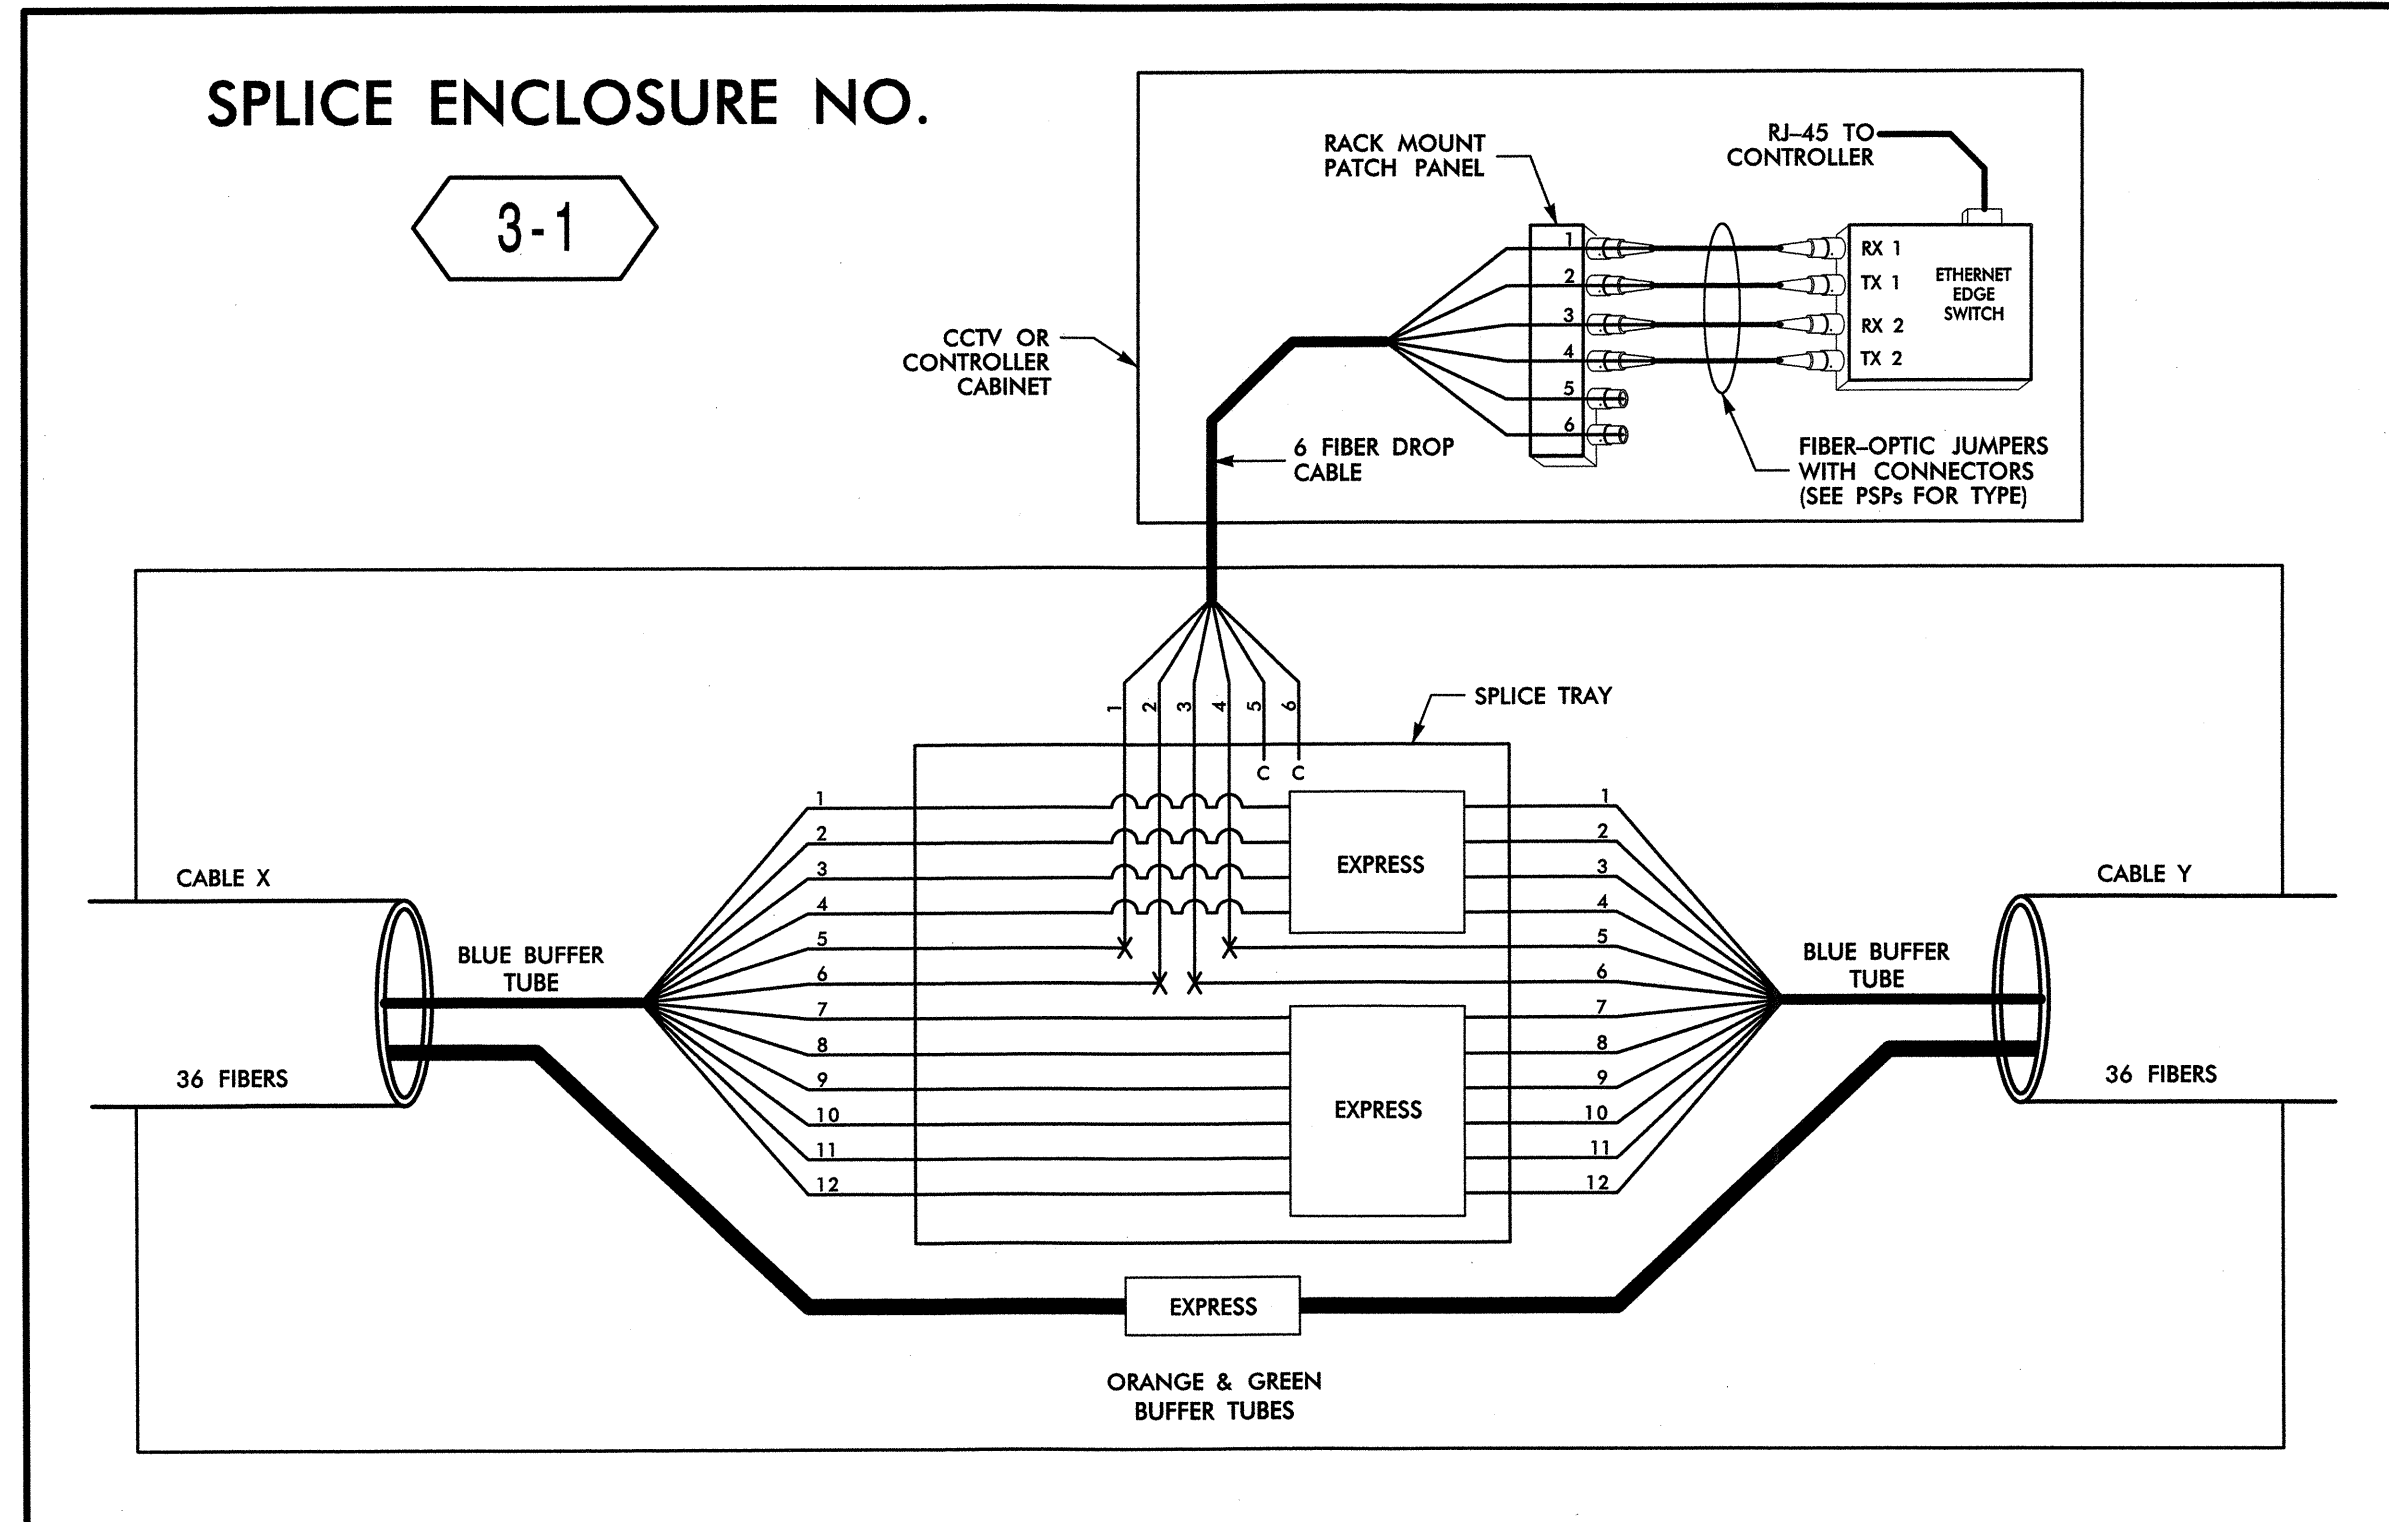 SPLICE ENCLOSURE NO.
3-1
RACK MOUNT
PATCH PANEL
RJ-45 TO
CONTROLLER
1
2
3
4
5
6
RX 1
TX 1
RX 2
TX 2
ETHERNET
EDGE
SWITCH
CCTV OR
CONTROLLER
CABINET
6 FIBER DROP
CABLE
FIBER-OPTIC JUMPERS
WITH CONNECTORS
(SEE PSPs FOR TYPE)
1
2
3
4
5
6
SPLICE TRAY
C C
1
2
3
4
5
6
7
8
9
10
11
12
EXPRESS
EXPRESS
1
2
3
4
5
6
7
8
9
10
11
12
CABLE X
36 FIBERS
BLUE BUFFER
TUBE
BLUE BUFFER
TUBE
CABLE Y
36 FIBERS
EXPRESS
ORANGE & GREEN
BUFFER TUBES